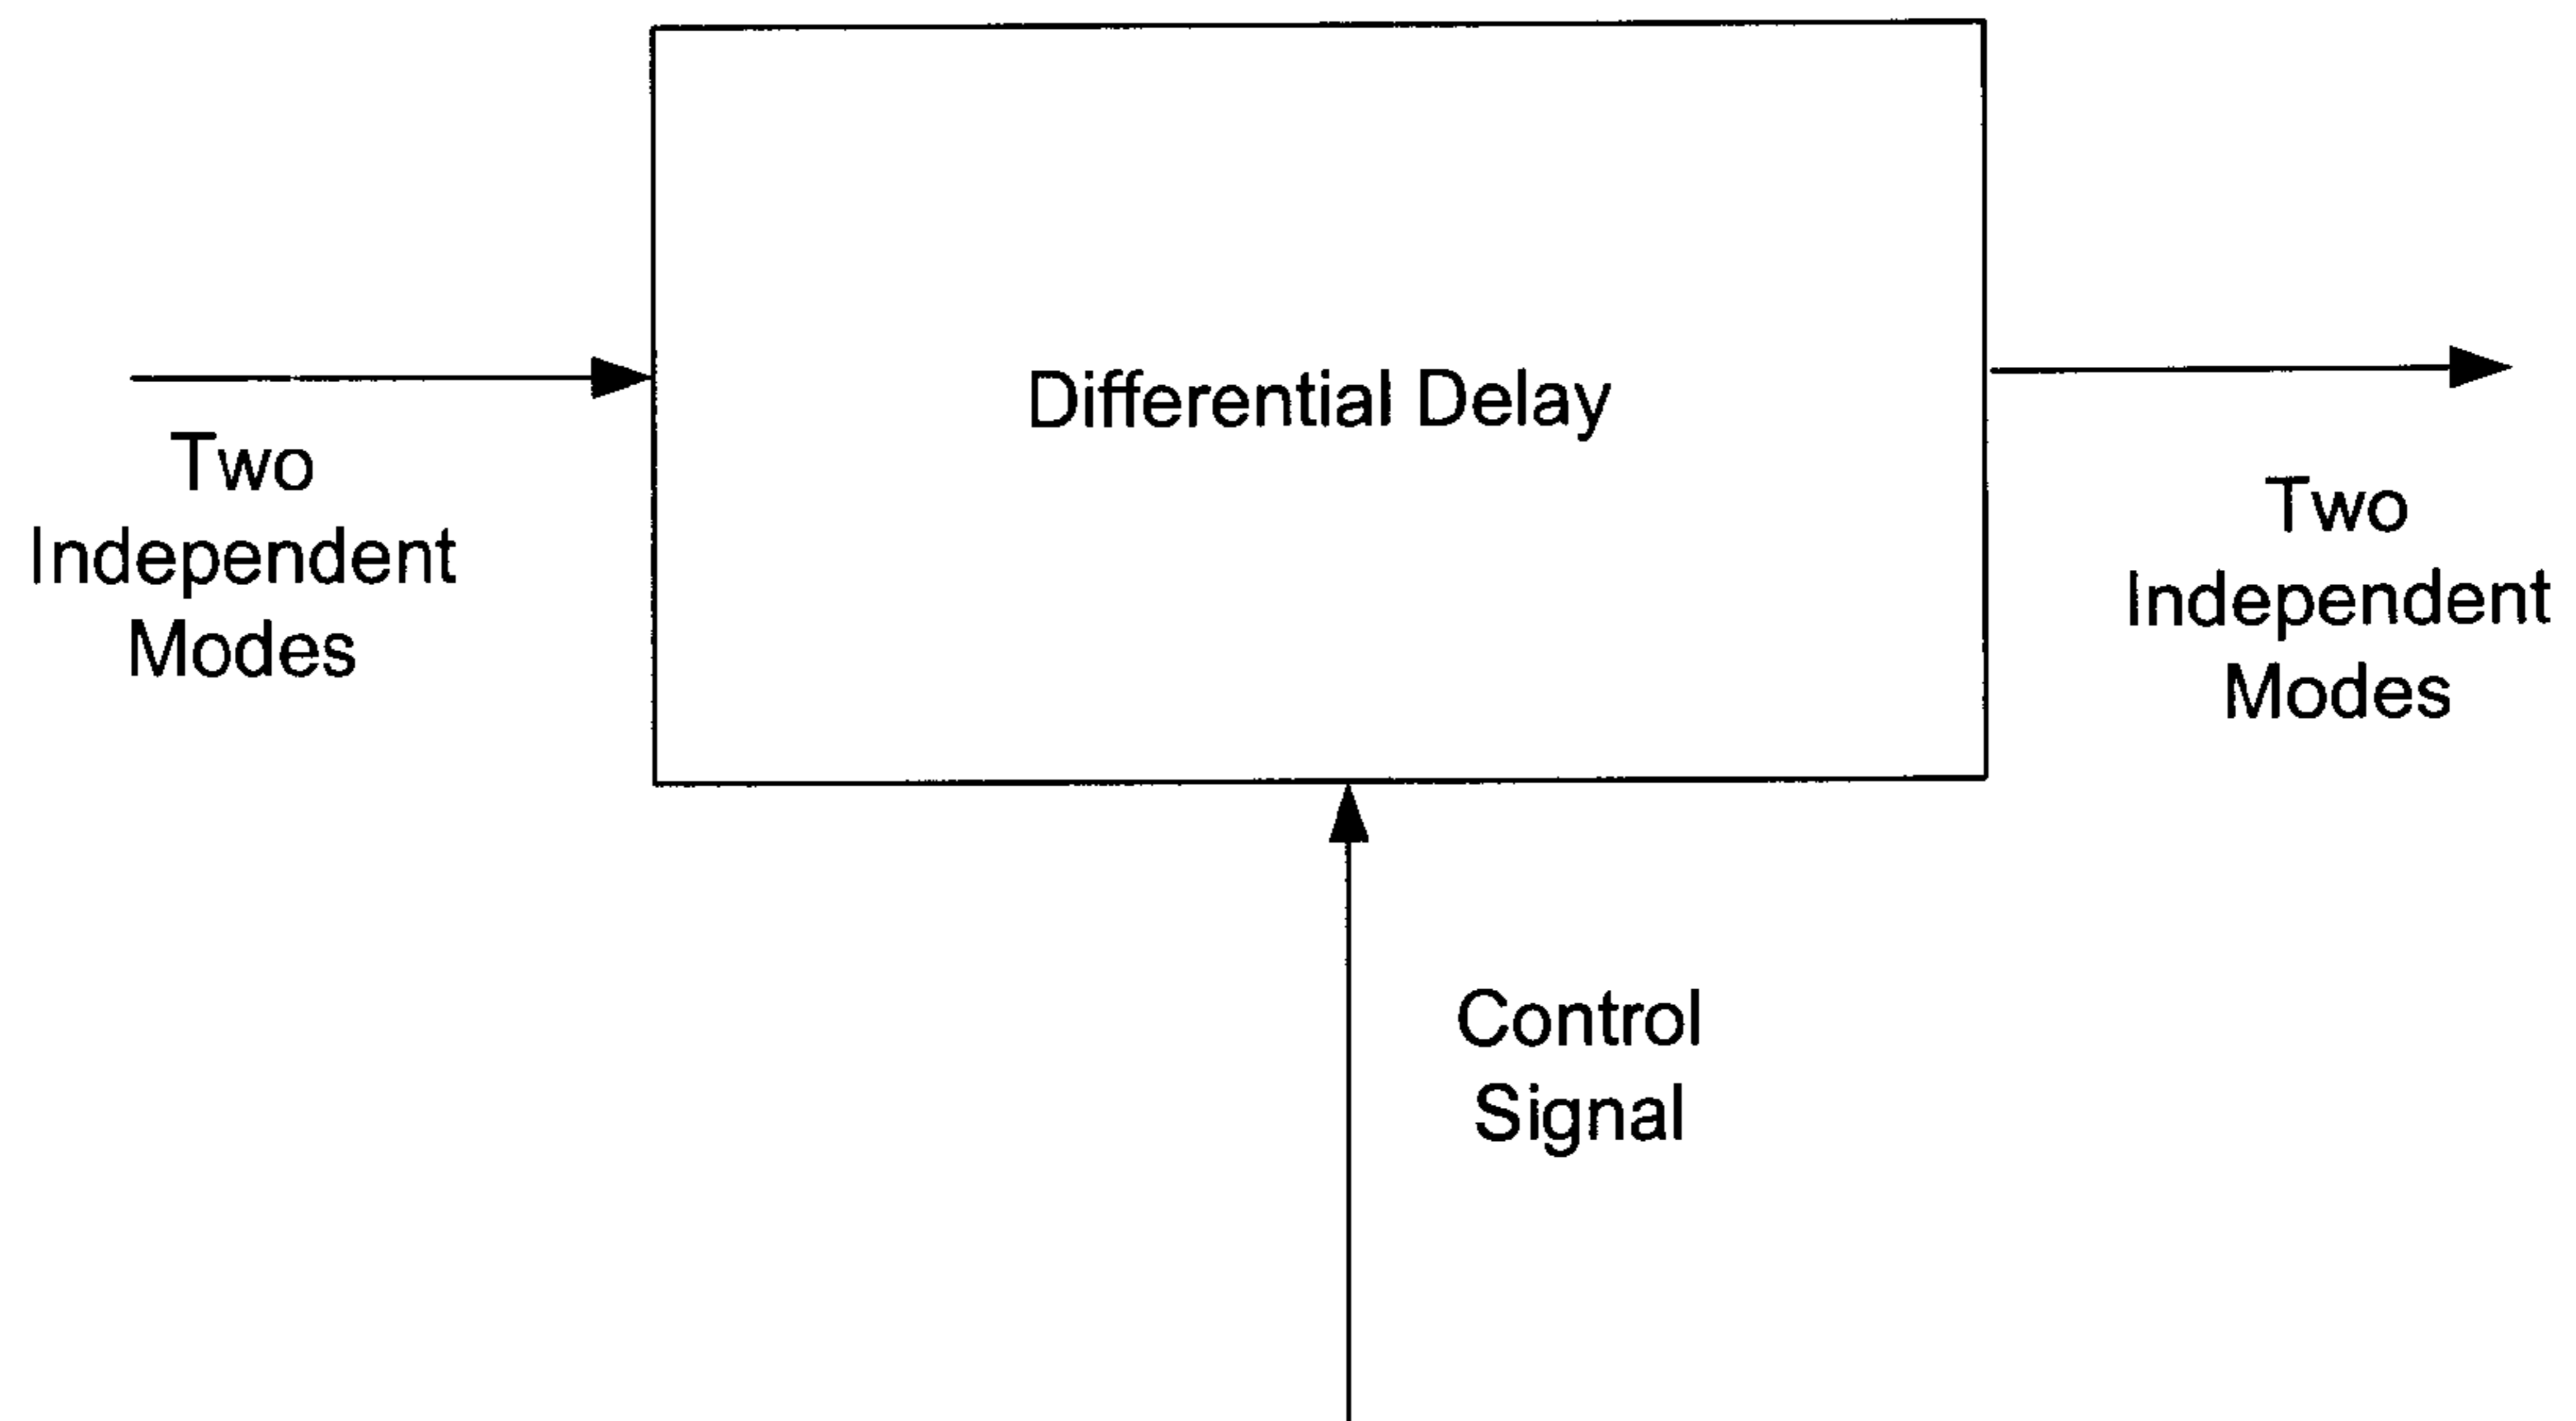 Differential Delay
Two
Independent
Modes
Two
Independent
Modes
Control
Signal